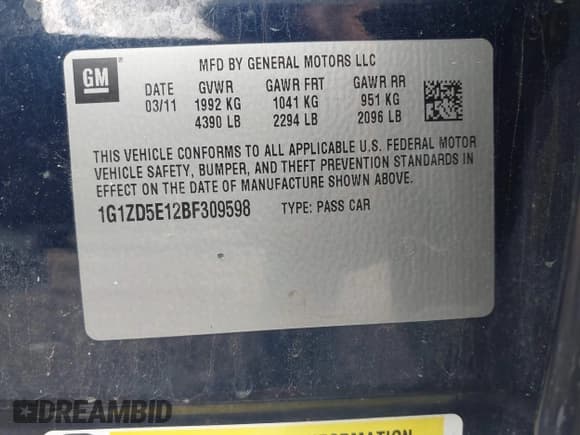 GM
MFD BY GENERAL MOTORS LLC
DATE GVWR GAWR FRT GAWR RR
03/11 1992 KG 1041 KG 951 KG
4390 LB 2294 LB 2096 LB
THIS VEHICLE CONFORMS TO ALL APPLICABLE U.S. FEDERAL MOTOR
VEHICLE SAFETY, BUMPER, AND THEFT PREVENTION STANDARDS IN
EFFECT ON THE DATE OF MANUFACTURE SHOWN ABOVE.
1G1ZD5E12BF309598 TYPE: PASS CAR
DREAMBID
INFORMATION